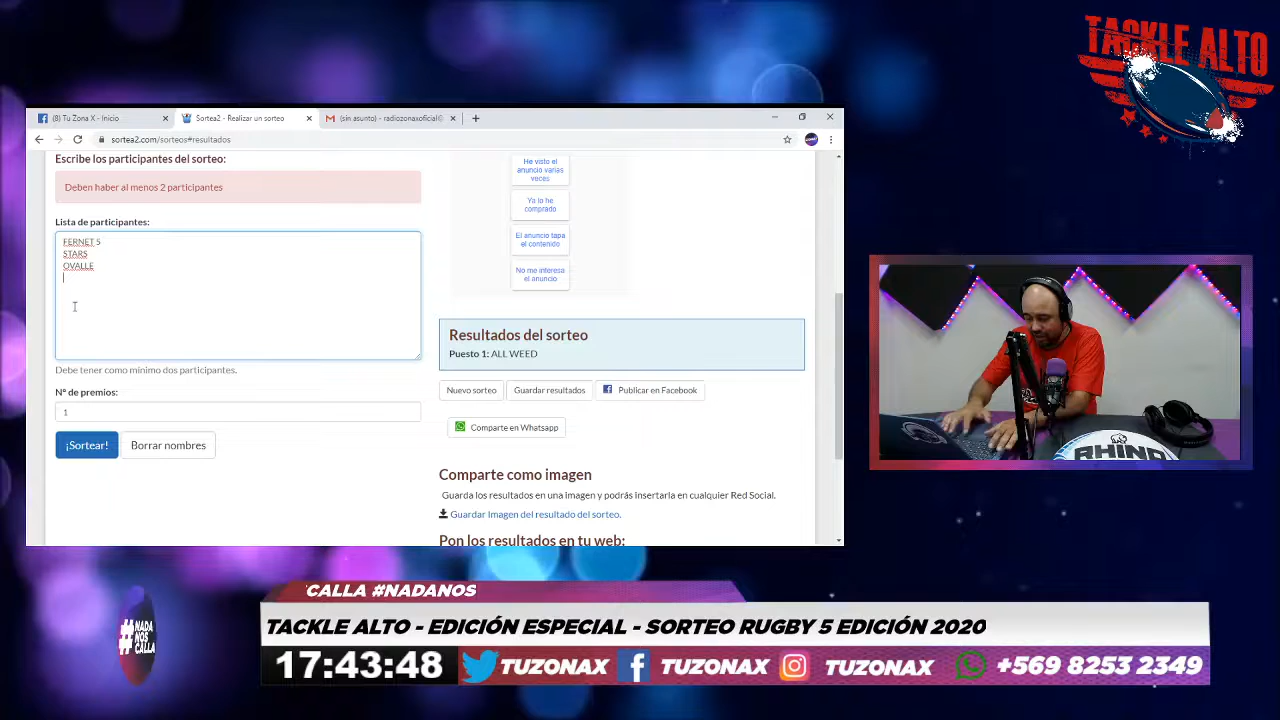 TACKLE ALTO
(8) Tu Zona X - Inicio
Sortea2 - Realizar un sorteo
(sin asunto) - radiozonaxoficial@
sortea2.com/sorteos#resultados
Escribe los participantes del sorteo:
Deben haber al menos 2 participantes
Lista de participantes:
FERNET 5
STARS
OVALLE
Debe tener como mínimo dos participantes.
Nº de premios:
1
¡Sortear!
Borrar nombres
He visto el
anuncio varias
veces
Ya lo he
comprado
El anuncio tapa
el contenido
No me interesa
el anuncio
Resultados del sorteo
Puesto 1: ALL WEED
Nuevo sorteo
Guardar resultados
Publicar en Facebook
Comparte en Whatsapp
Comparte como imagen
Guarda los resultados en una imagen y podrás insertarla en cualquier Red Social.
Guardar Imagen del resultado del sorteo.
Pon los resultados en tu web:
RHINO
#NADA
NOS
CALLA
CALLA #NADANOS
TACKLE ALTO - EDICIÓN ESPECIAL - SORTEO RUGBY 5 EDICIÓN 2020
17:43:48
TUZONAX
TUZONAX
TUZONAX
+569 8253 2349